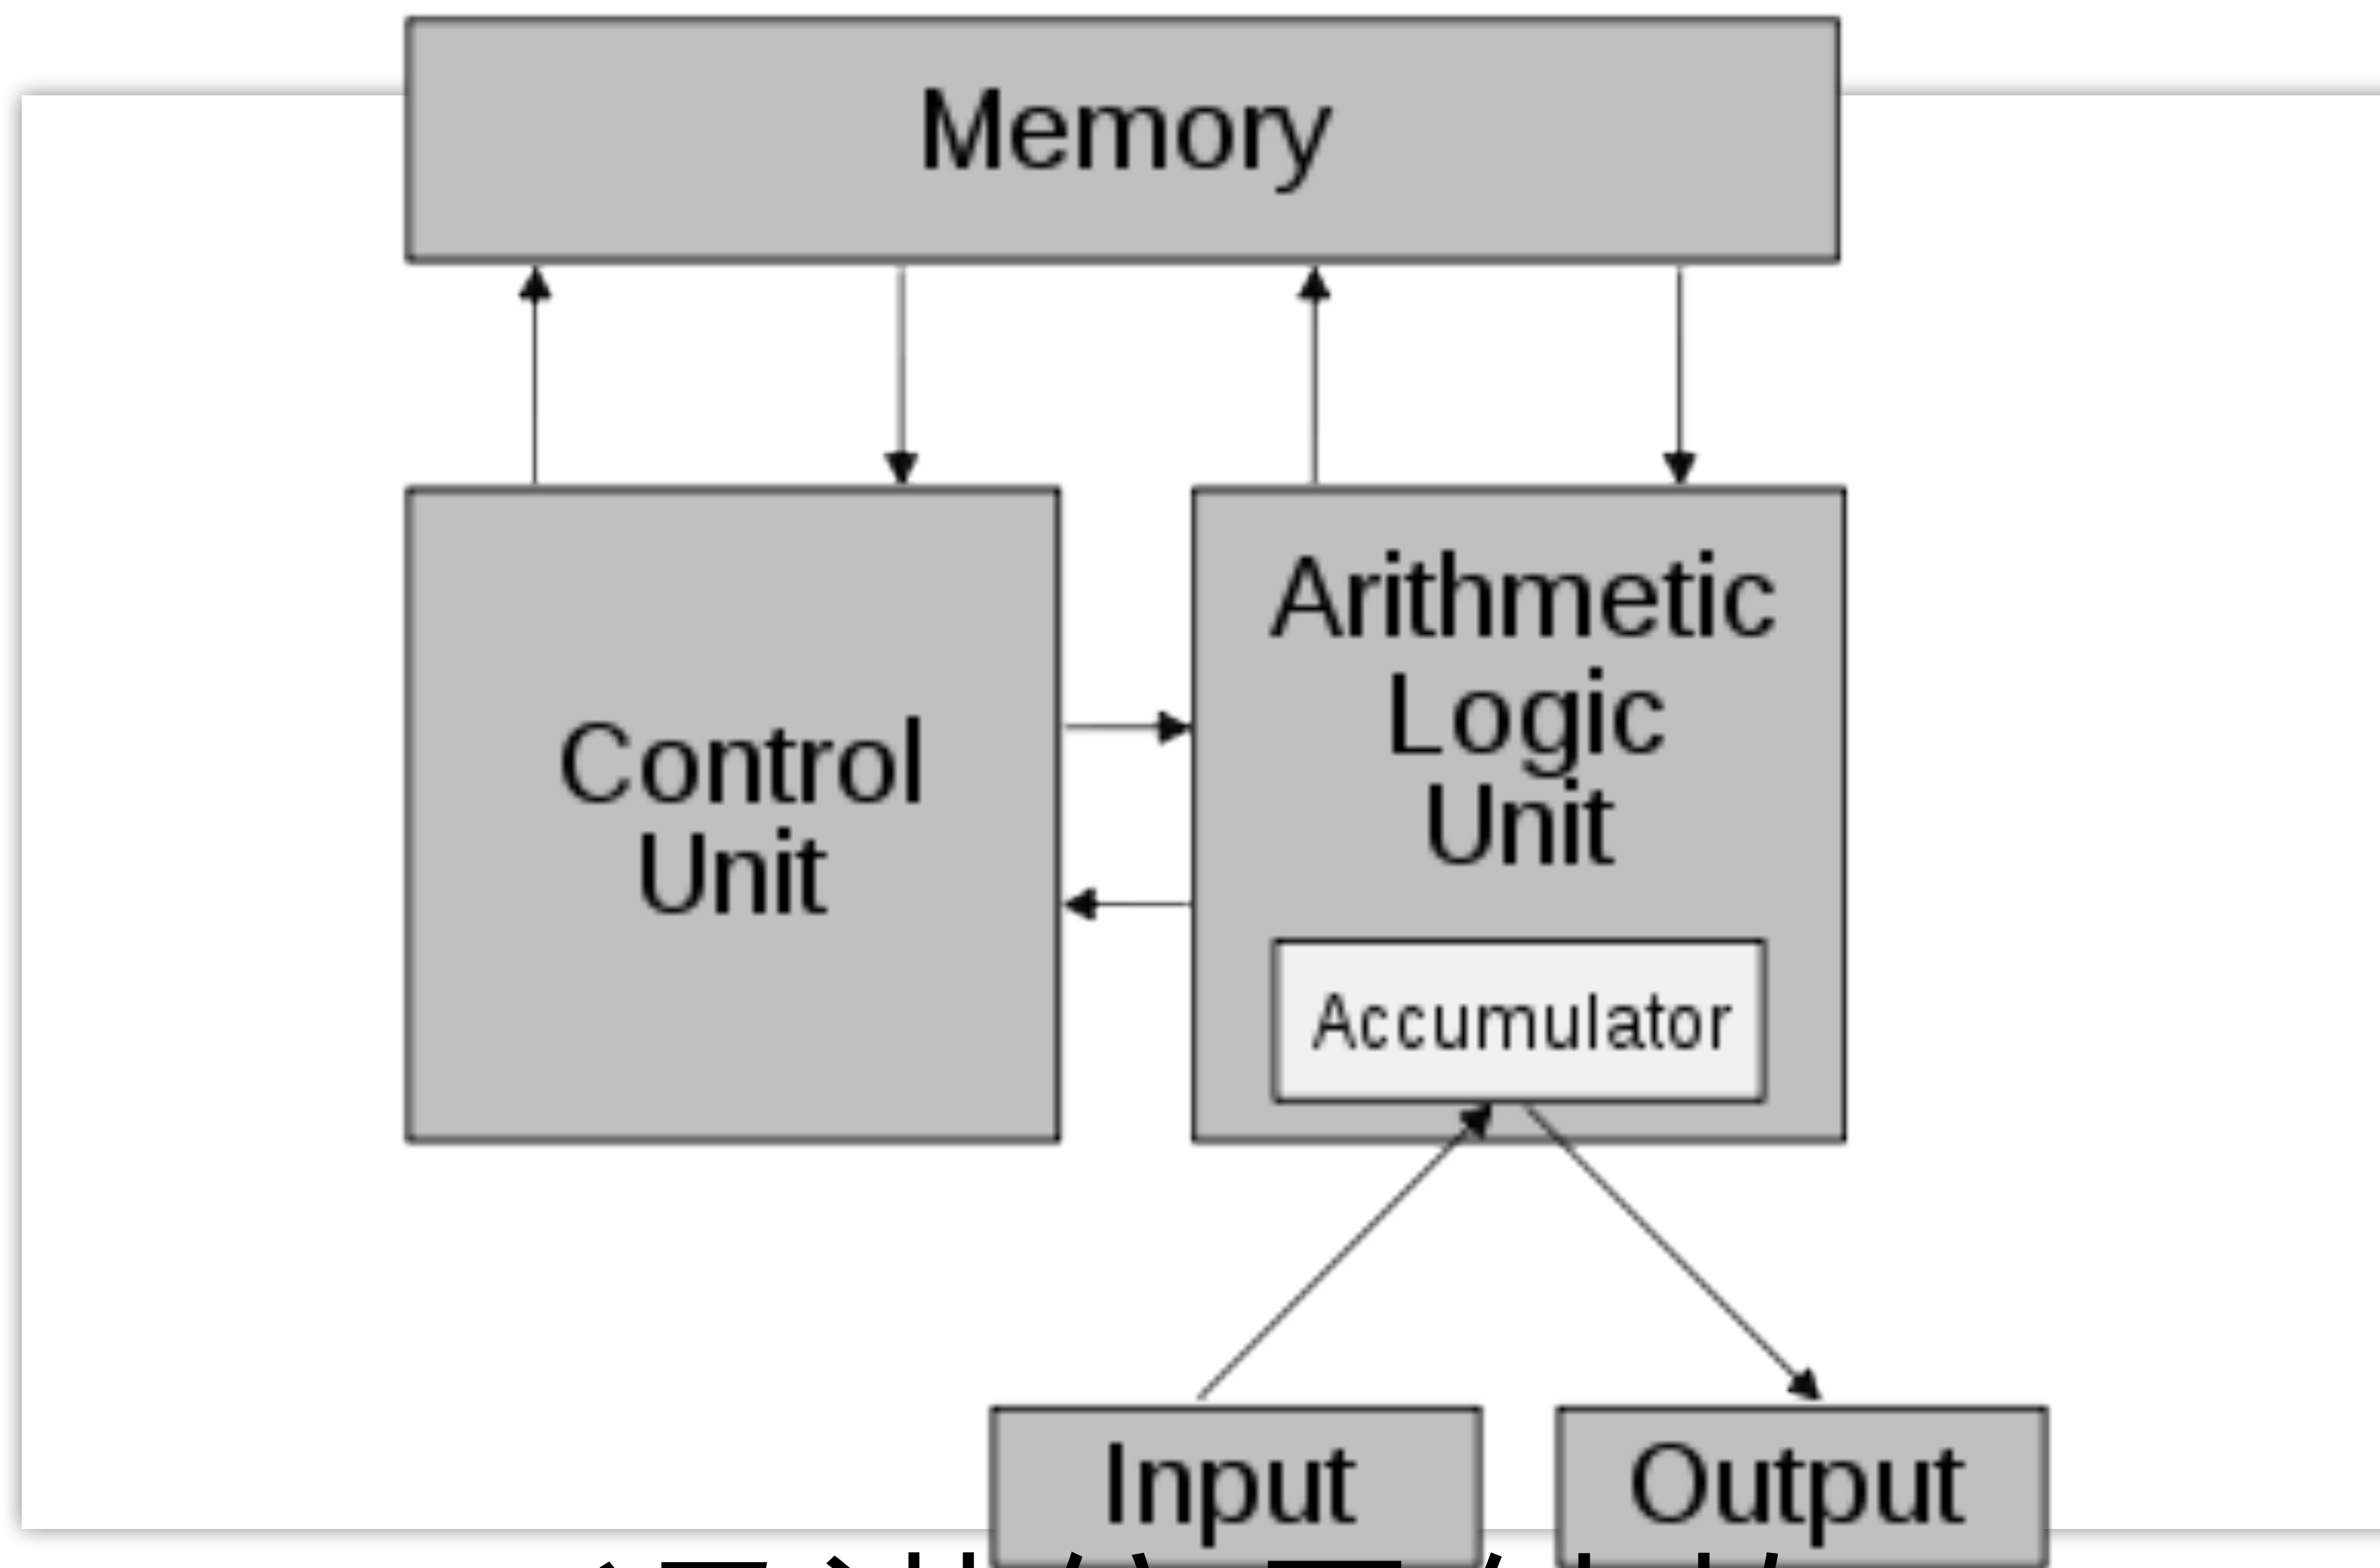 Memory
Control
Unit
Arithmetic
Logic
Unit
Accumulator
Input
Output